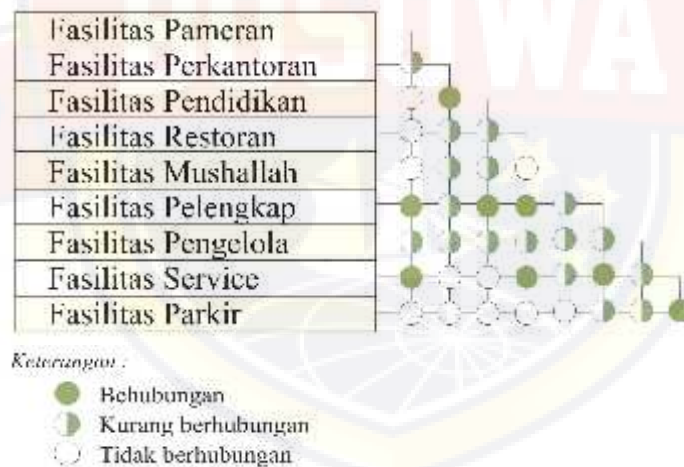 Fasilitas Pameran
Fasilitas Perkantoran
Fasilitas Pendidikan
Fasilitas Restoran
Fasilitas Mushallah
Fasilitas Pelengkap
Fasilitas Pengelola
Fasilitas Service
Fasilitas Parkir
Keterangan :
Behubungan
Kurang berhubungan
Tidak berhubungan